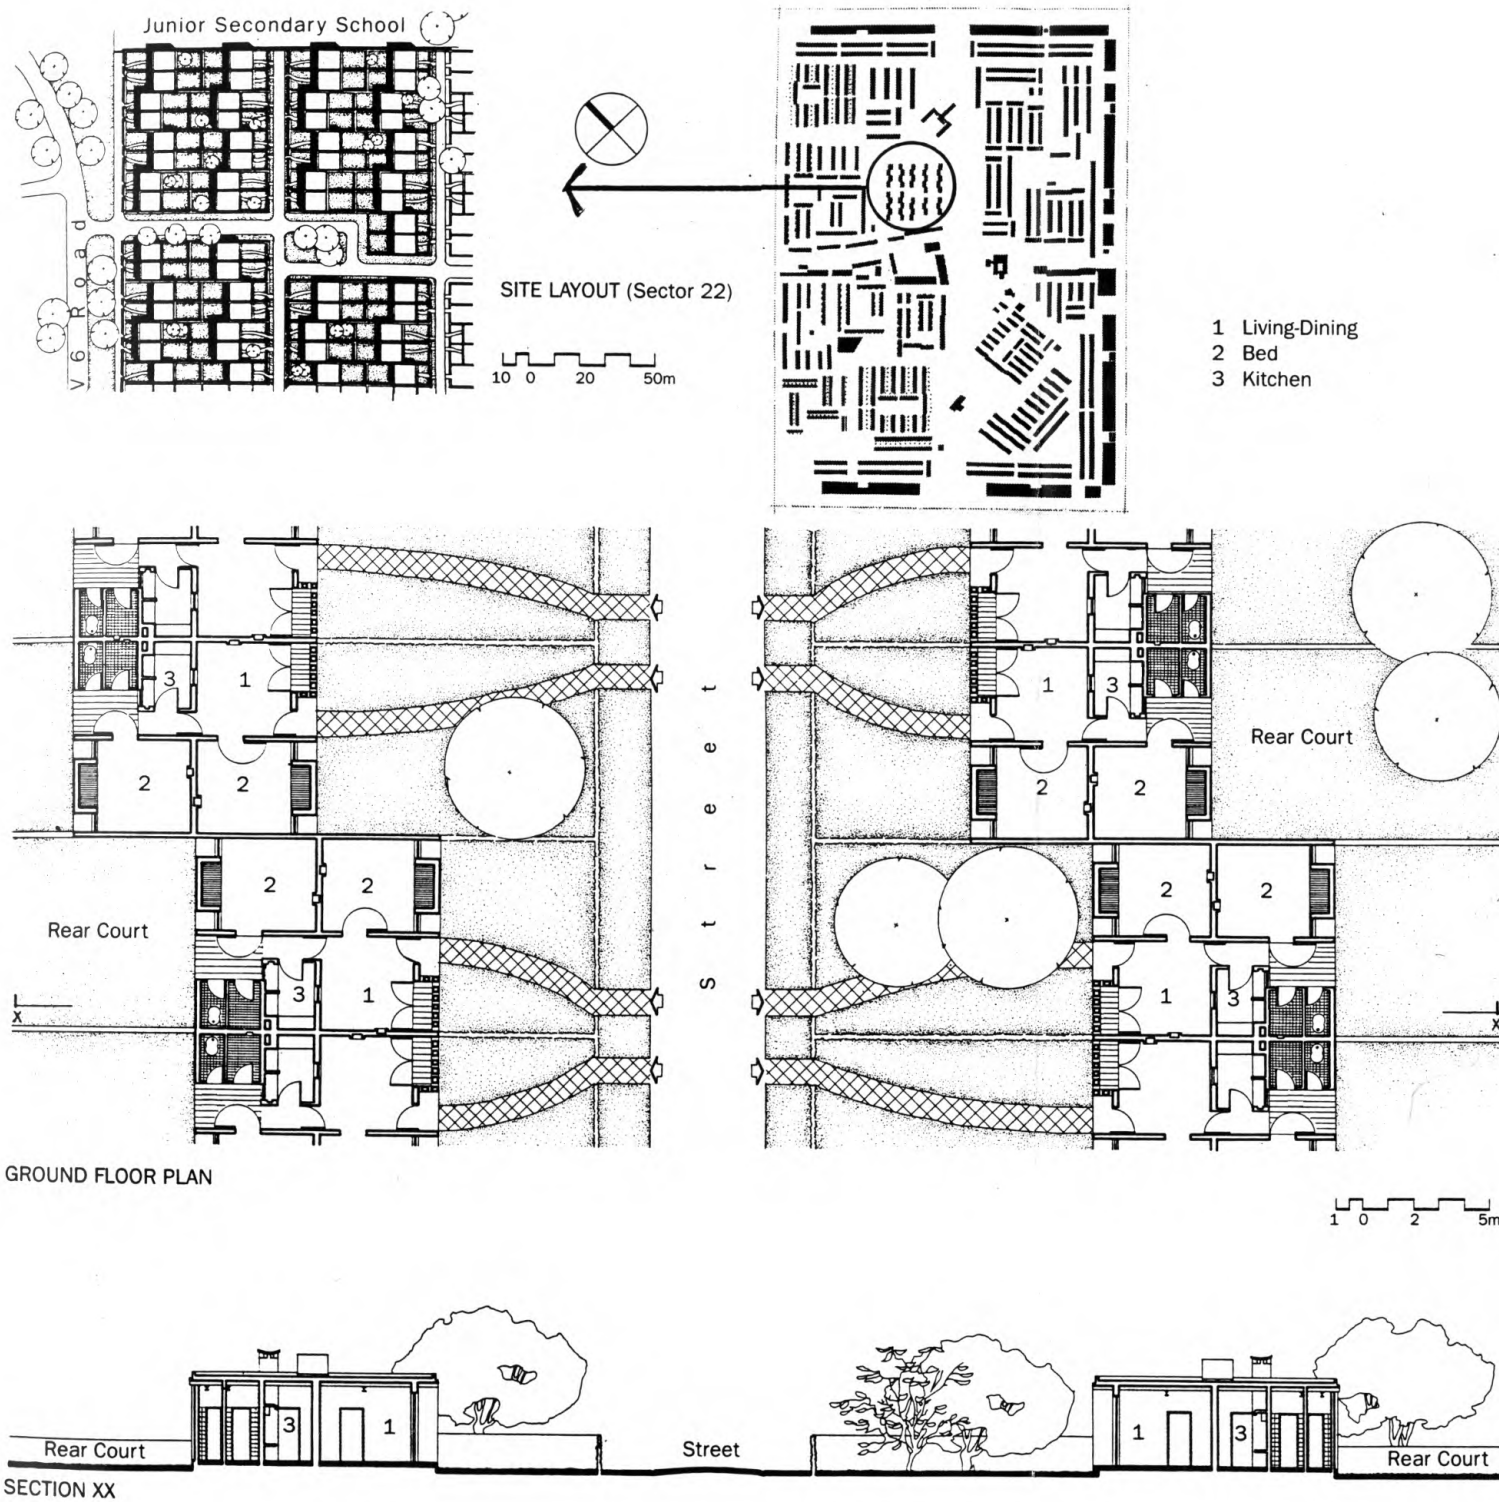 Junior Secondary School
V6 Road
SITE LAYOUT (Sector 22)
10 0 20 50m
1 Living-Dining
2 Bed
3 Kitchen
3 1
2 2
1 3
2 2
Rear Court
Street
2 2
3 1
Rear Court
2 2
1 3
X
X
GROUND FLOOR PLAN
1 0 2 5m
3 1
Rear Court
Street
1 3
Rear Court
SECTION XX